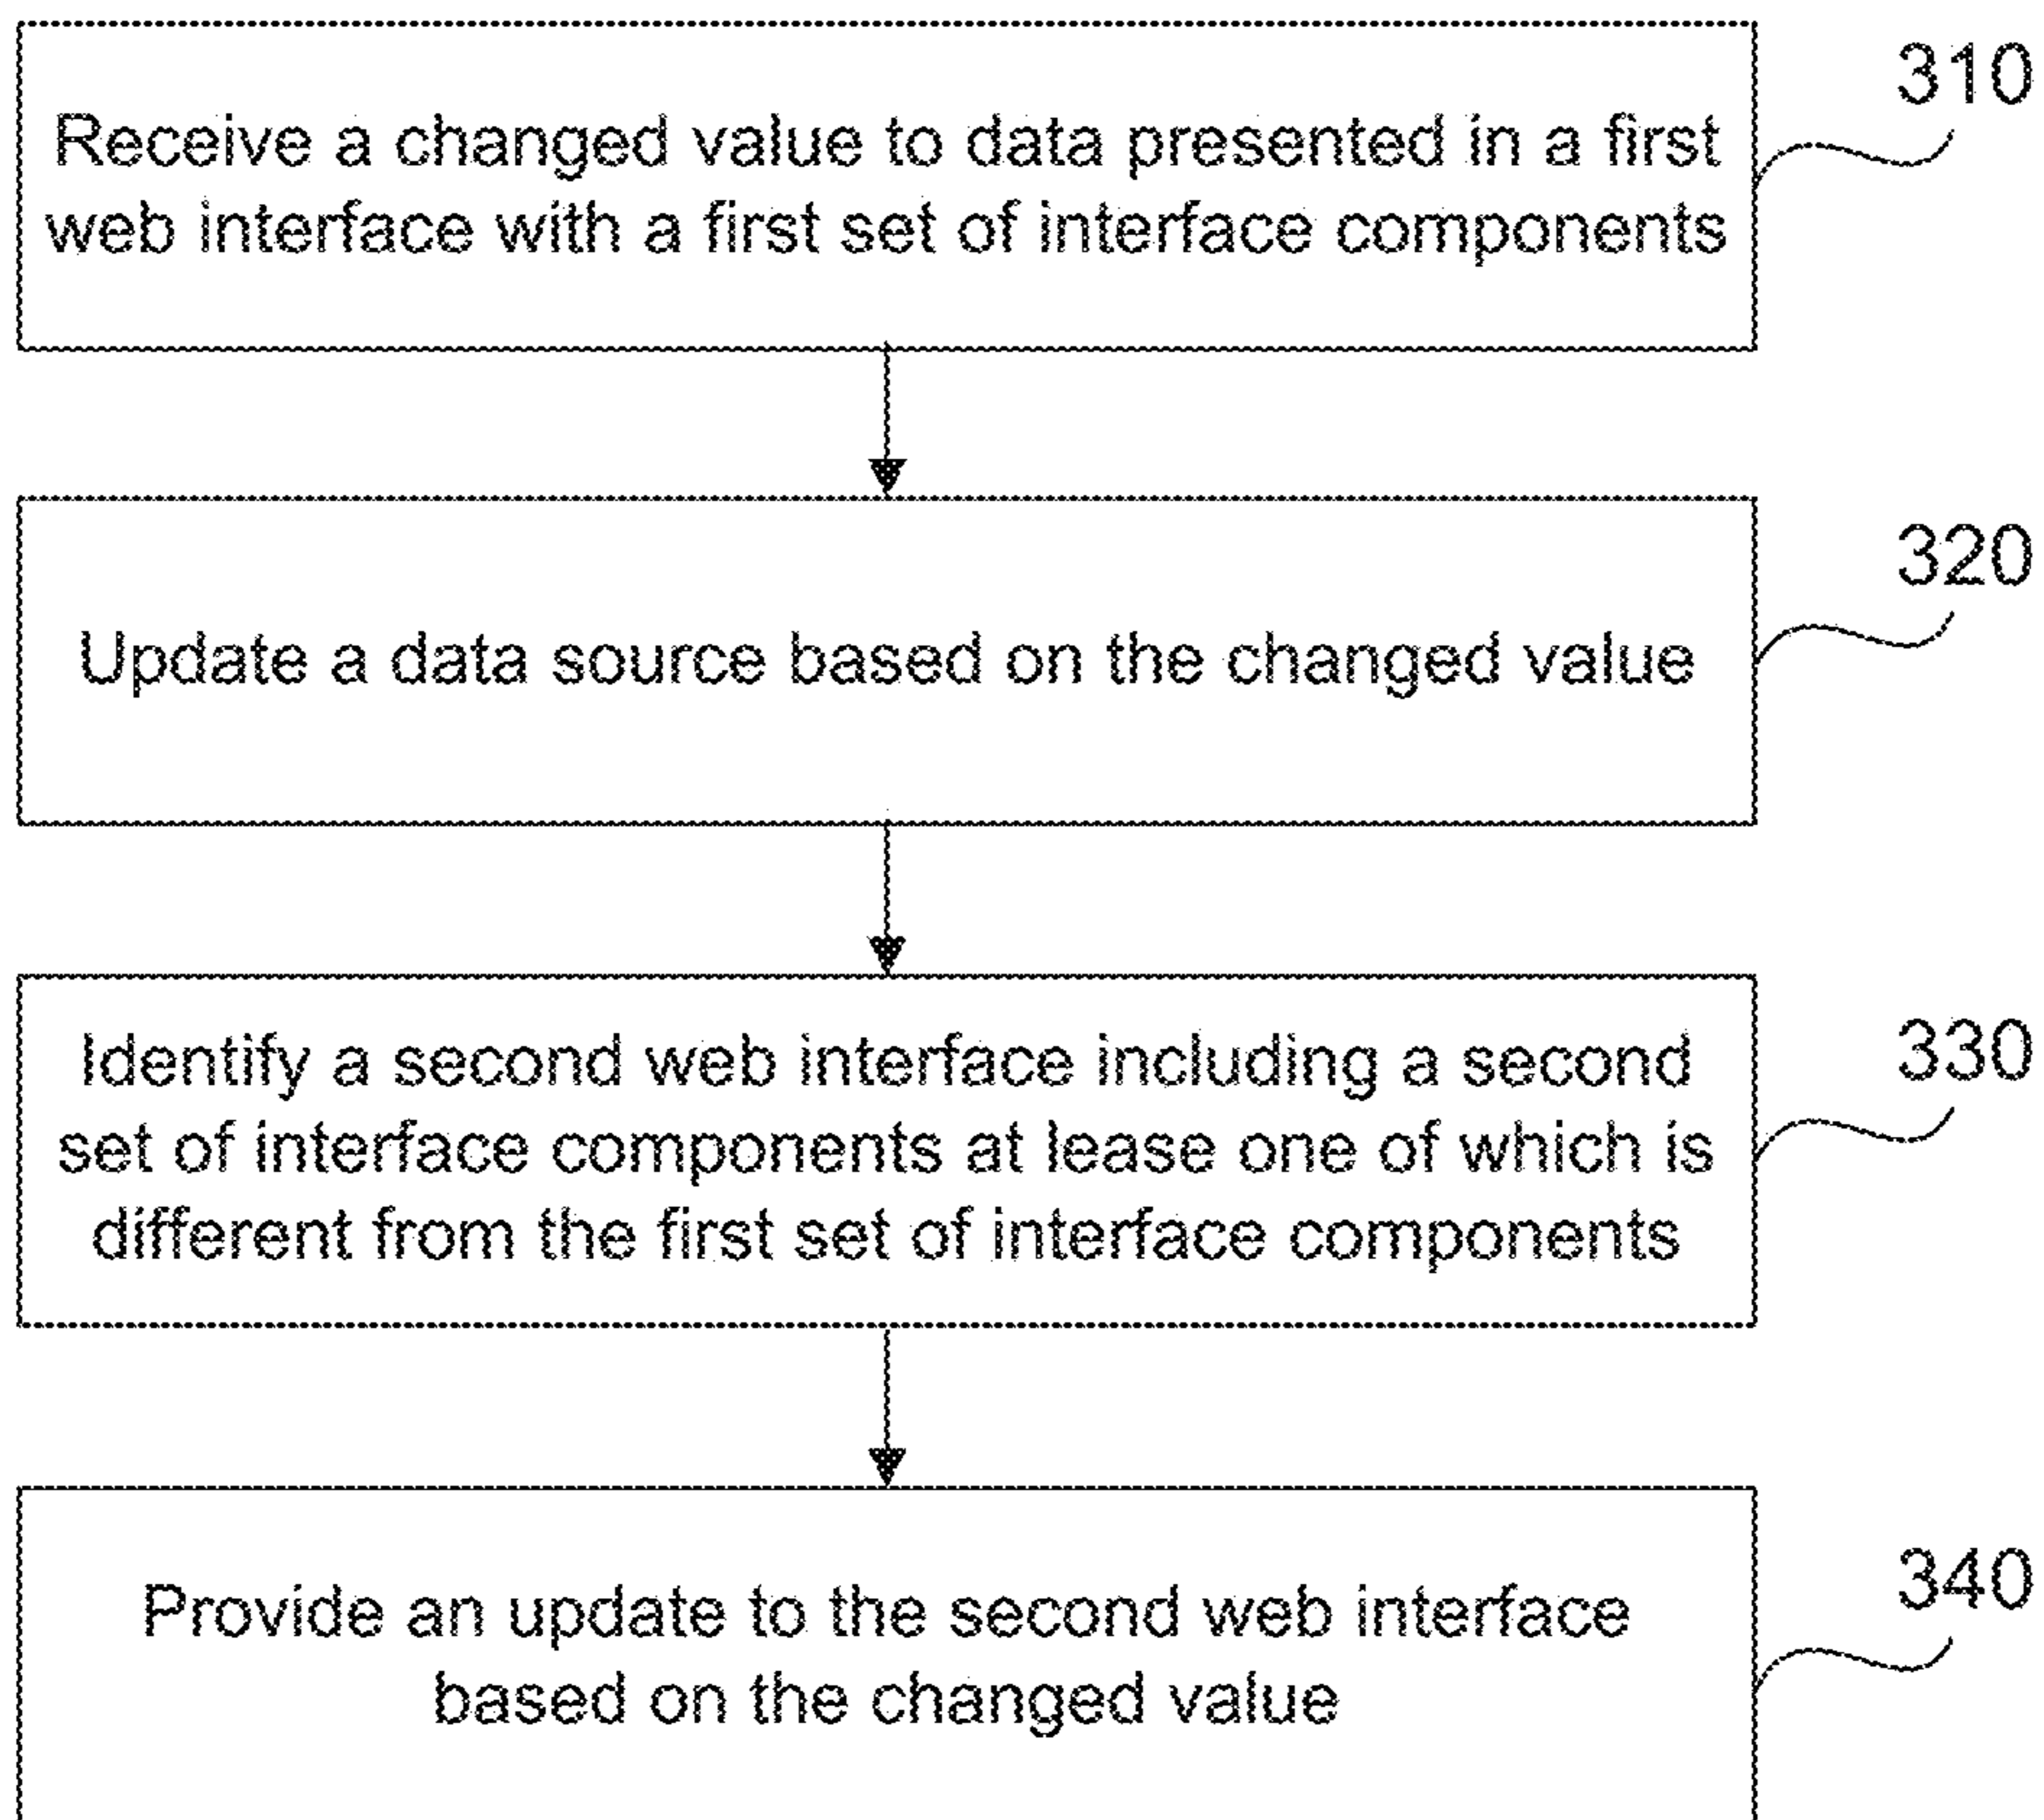 310
Receive a changed value to data presented in a first
web interface with a first set of interface components
320
Update a data source based on the changed value
330
Identify a second web interface including a second
set of interface components at lease one of which is
different from the first set of interface components
340
Provide an update to the second web interface
based on the changed value